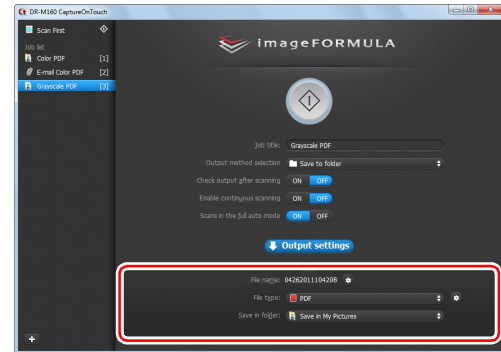 DR-M160 CaptureOnTouch
Scan First
Job list
Color PDF [1]
E-mail Color PDF [2]
Grayscale PDF [3]
imageFORMULA
Job title: Grayscale PDF
Output method selection Save to folder
Check output after scanning ON OFF
Enable continuous scanning ON OFF
Scans in the full auto mode ON OFF
Output settings
File name: 04262011104208
File type: PDF
Save in folder: Save in My Pictures